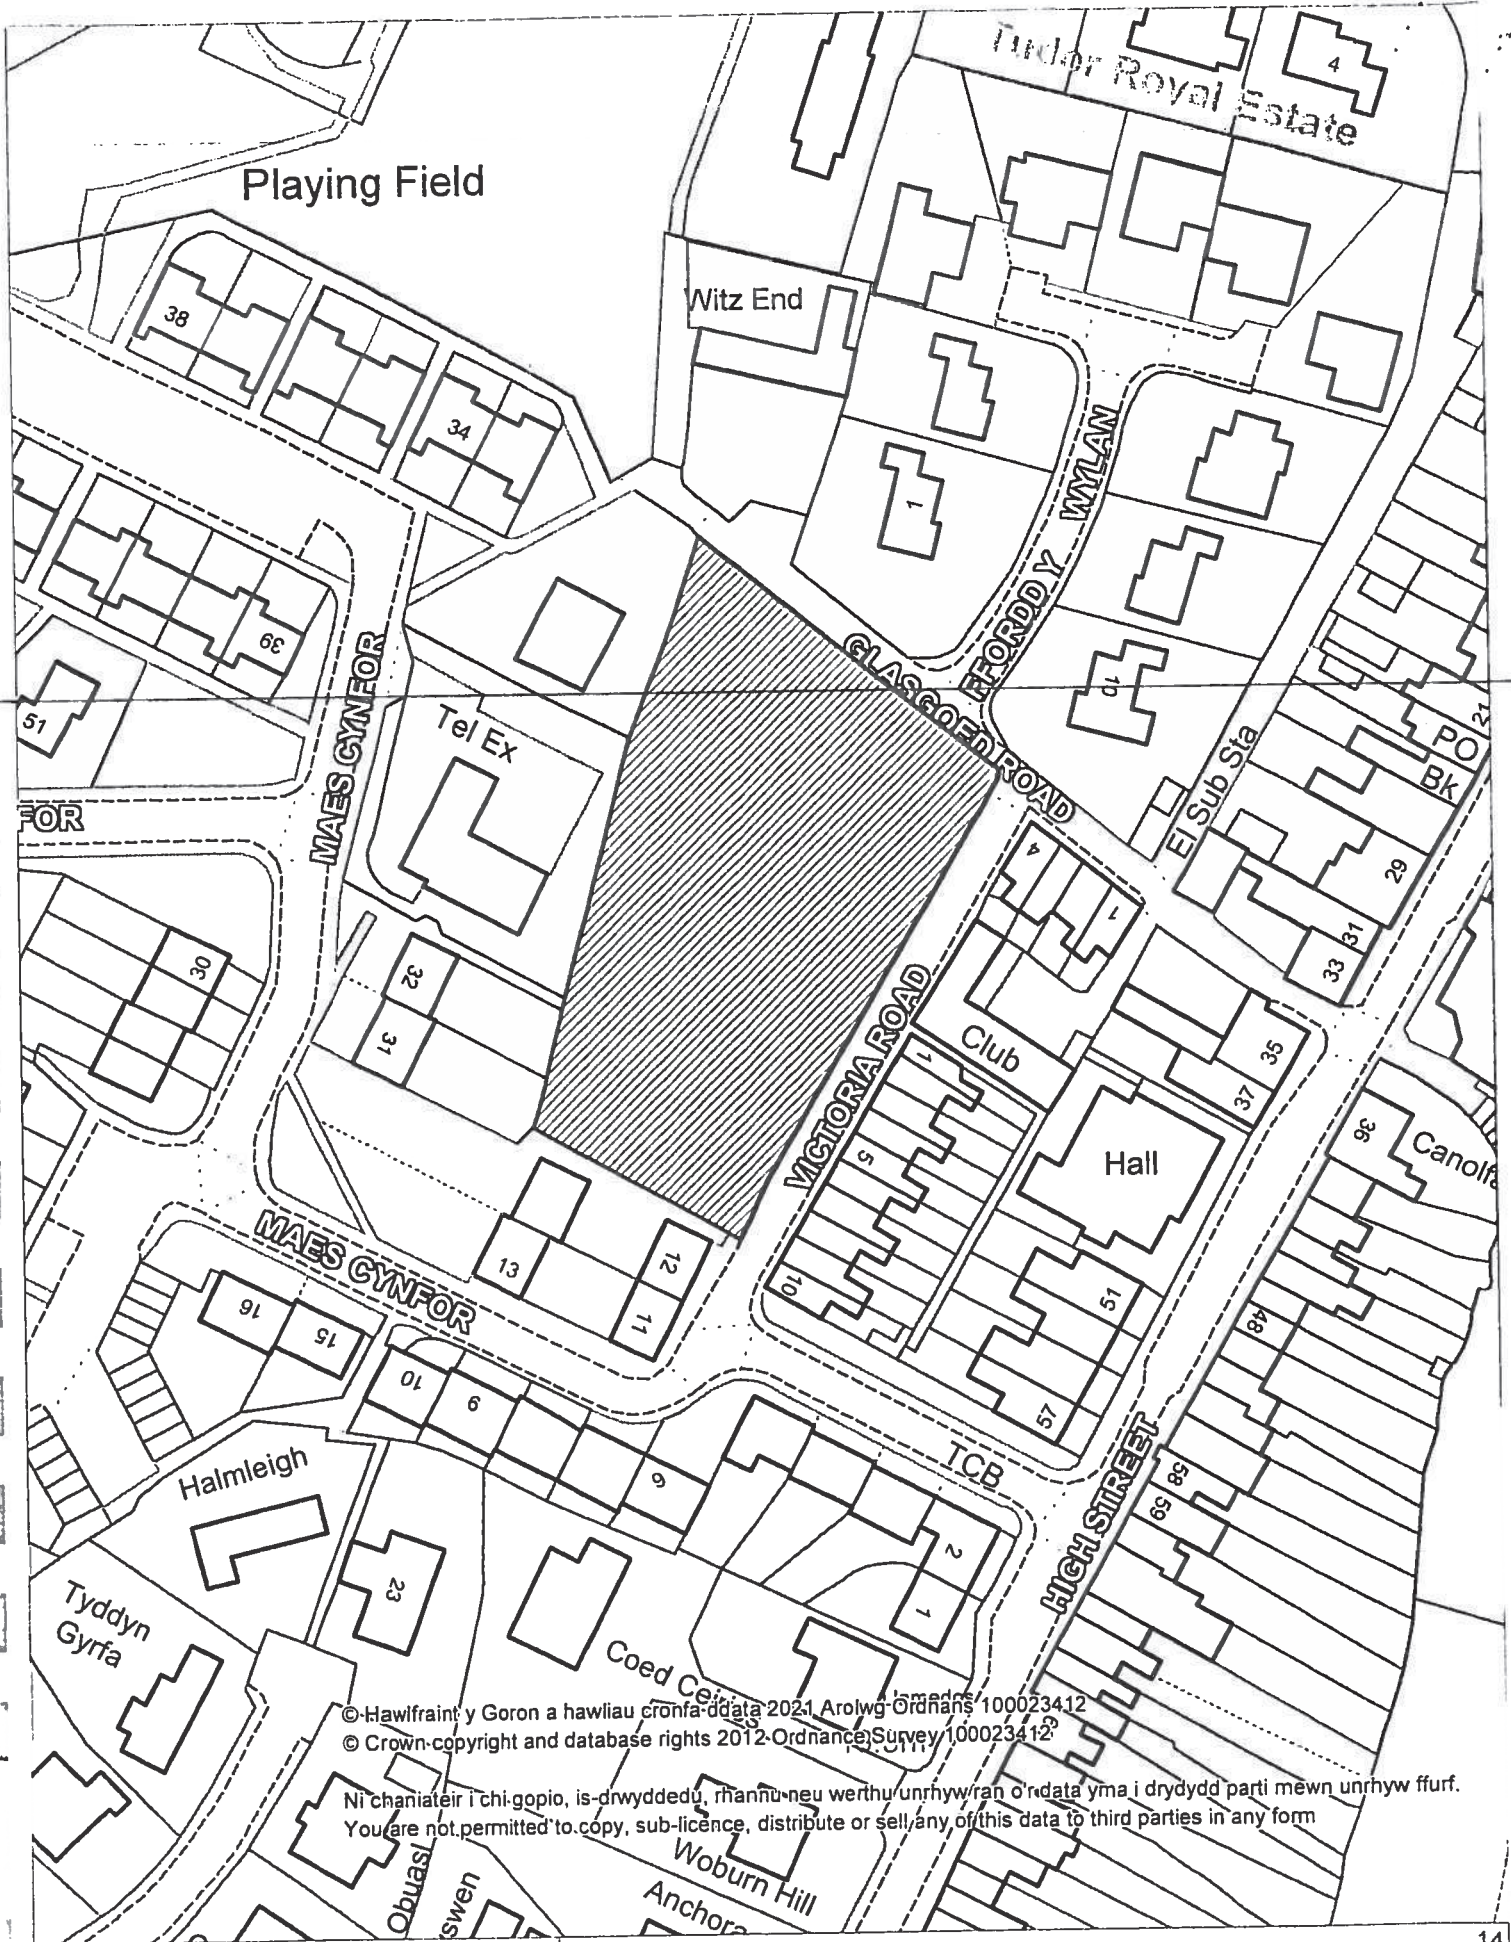 Tudor Royal Estate
4
Playing Field
Witz End
38
34
1
FFORDD Y WYLAN
39
51
MAES CYNFOR
Tel Ex
GLASGOED ROAD
10
El Sub Sta
21
PO
Bk
29
31
33
FOR
4
1
30
32
31
VICTORIA ROAD
Club
35
37
1
5
10
Hall
36
51
57
48
MAES CYNFOR
13
12
11
16
15
10
9
6
TCB
58
59
HIGH STREET
2
1
Halmleigh
23
Tyddyn
Gyrfa
Coed
© Hawlfraint y Goron a hawliau cronfa ddata 2021 Arolwg Ordnans 100023412
© Crown copyright and database rights 2012 Ordnance Survey 100023412
Ni chaniateir i chi gopio, is-drwyddedu, rhannu neu werthu unrhyw ran o'r data yma i drydydd parti mewn unrhyw ffurf.
You are not permitted to copy, sub-licence, distribute or sell any of this data to third parties in any form
Woburn Hill
Obuasi
swen
14